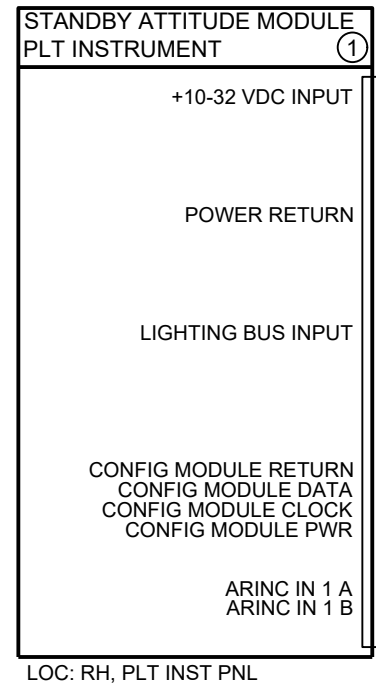 STANDBY ATTITUDE MODULE
PLT INSTRUMENT 1
+10-32 VDC INPUT
POWER RETURN
LIGHTING BUS INPUT
CONFIG MODULE RETURN
CONFIG MODULE DATA
CONFIG MODULE CLOCK
CONFIG MODULE PWR
ARINC IN 1 A
ARINC IN 1 B
LOC: RH, PLT INST PNL